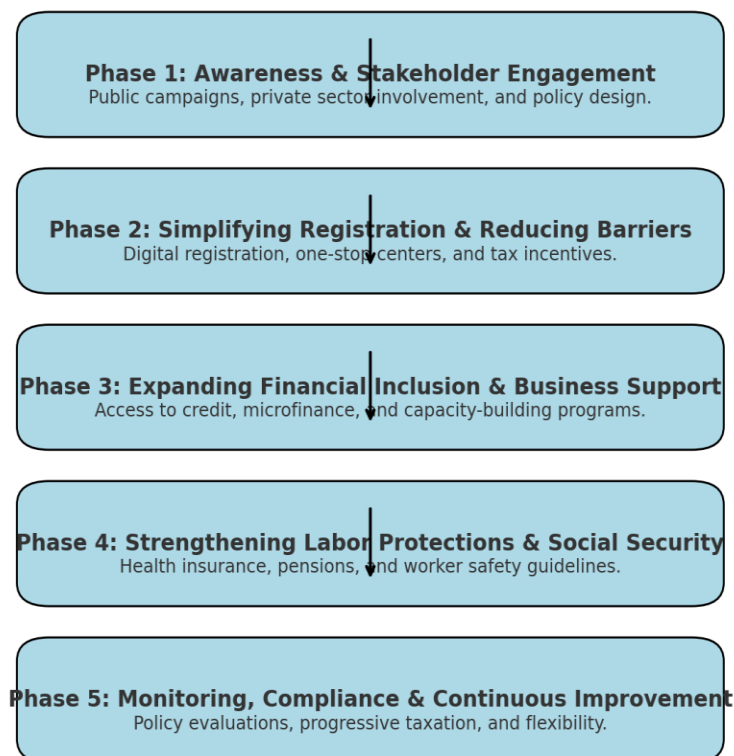 Phase 1: Awareness & Stakeholder Engagement
Public campaigns, private sector involvement, and policy design.
Phase 2: Simplifying Registration & Reducing Barriers
Digital registration, one-stop centers, and tax incentives.
Phase 3: Expanding Financial Inclusion & Business Support
Access to credit, microfinance, and capacity-building programs.
Phase 4: Strengthening Labor Protections & Social Security
Health insurance, pensions, and worker safety guidelines.
Phase 5: Monitoring, Compliance & Continuous Improvement
Policy evaluations, progressive taxation, and flexibility.